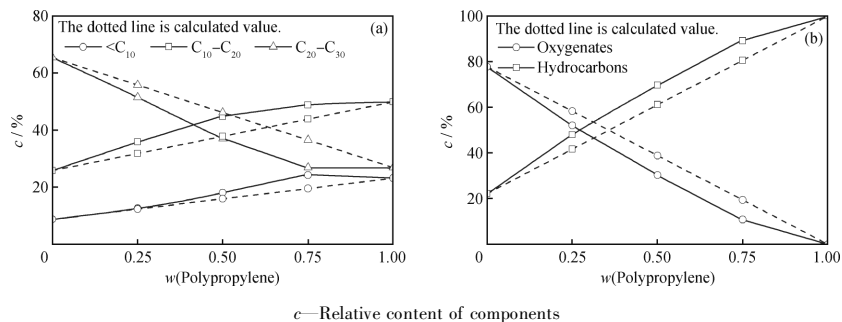 80
60
40
20
0
0.25
0.50
0.75
1.00
c / %
w(Polypropylene)
The dotted line is calculated value.
(a)
<C₁₀
C₁₀–C₂₀
C₂₀–C₃₀
100
80
60
40
20
0
0
0.25
0.50
0.75
1.00
c / %
w(Polypropylene)
The dotted line is calculated value.
(b)
Oxygenates
Hydrocarbons
c—Relative content of components